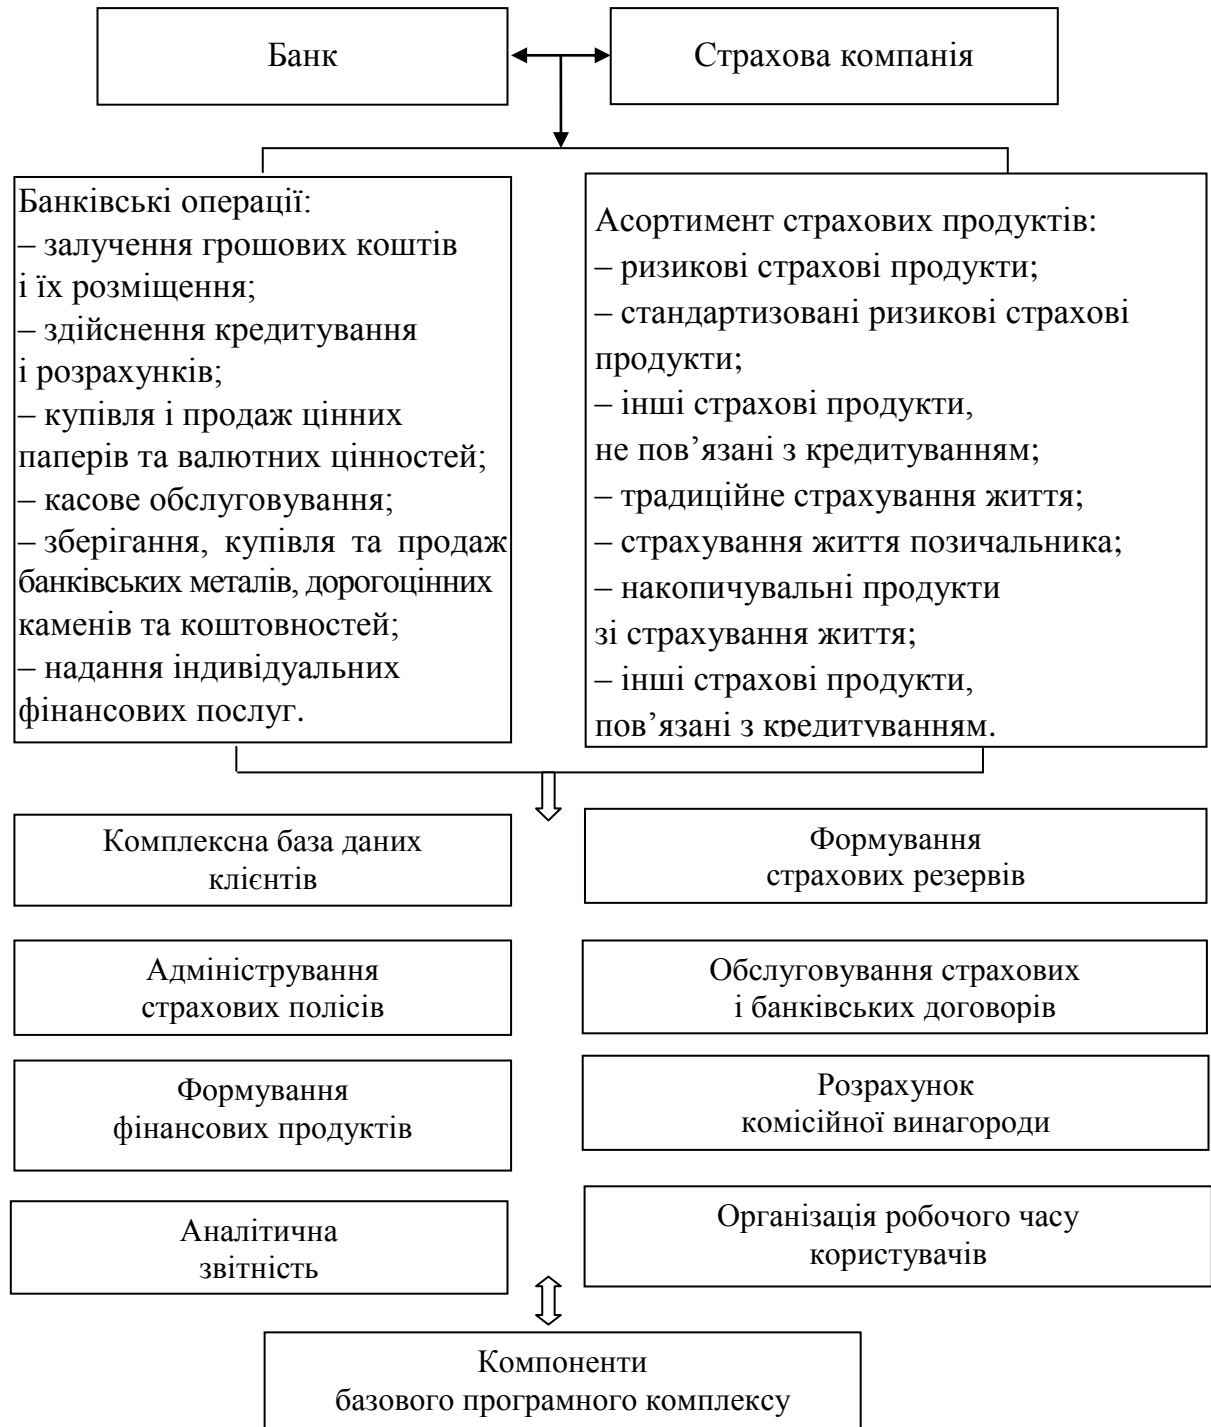 Банк
Страхова компанія
Банківські операції:
– залучення грошових коштів
і їх розміщення;
– здійснення кредитування
і розрахунків;
– купівля і продаж цінних
паперів та валютних цінностей;
– касове обслуговування;
– зберігання, купівля та продаж
банківських металів, дорогоцінних
каменів та коштовностей;
– надання індивідуальних
фінансових послуг.
Асортимент страхових продуктів:
– ризикові страхові продукти;
– стандартизовані ризикові страхові
продукти;
– інші страхові продукти,
не пов’язані з кредитуванням;
– традиційне страхування життя;
– страхування життя позичальника;
– накопичувальні продукти
зі страхування життя;
– інші страхові продукти,
пов’язані з кредитуванням.
Комплексна база даних
клієнтів
Формування
страхових резервів
Адміністрування
страхових полісів
Обслуговування страхових
і банківських договорів
Формування
фінансових продуктів
Розрахунок
комісійної винагороди
Аналітична
звітність
Організація робочого часу
користувачів
Компоненти
базового програмного комплексу